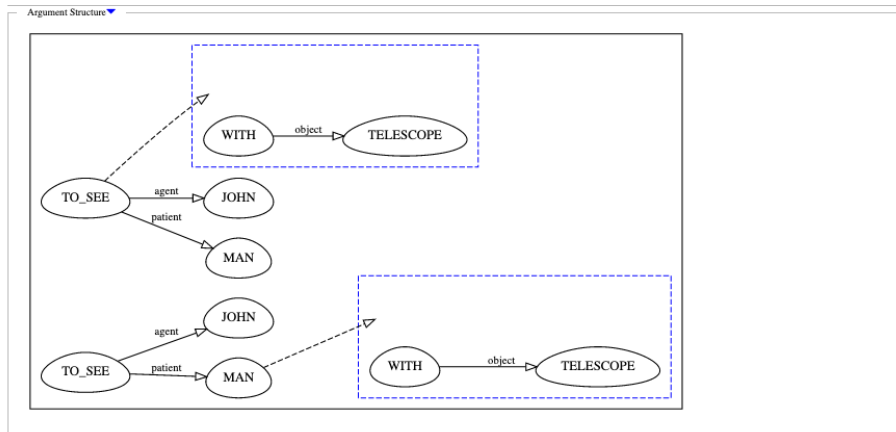 Argument Structure
WITH object TELESCOPE
TO_SEE agent JOHN
patient
MAN
JOHN
agent
TO_SEE patient MAN
WITH object TELESCOPE